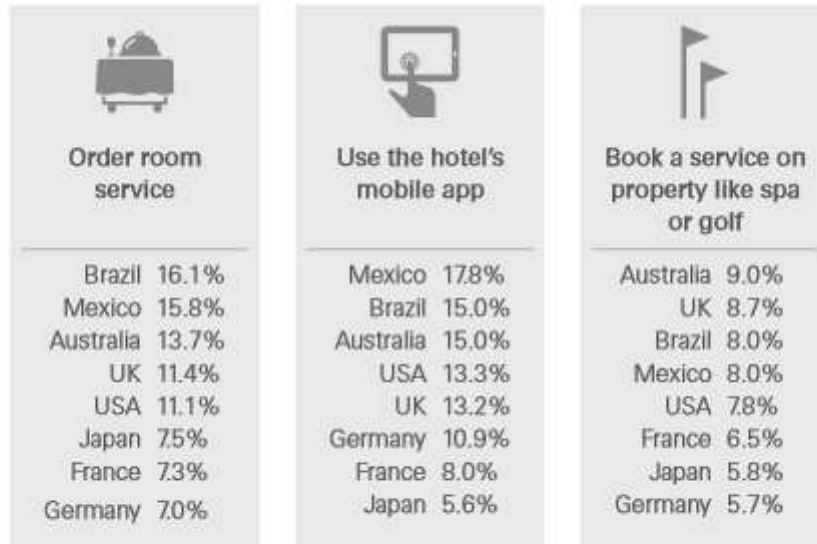 Order room
service
Brazil 16.1%
Mexico 15.8%
Australia 13.7%
UK 11.4%
USA 11.1%
Japan 7.5%
France 7.3%
Germany 7.0%
Use the hotel's
mobile app
Mexico 17.8%
Brazil 15.0%
Australia 15.0%
USA 13.3%
UK 13.2%
Germany 10.9%
France 8.0%
Japan 5.6%
Book a service on
property like spa
or golf
Australia 9.0%
UK 8.7%
Brazil 8.0%
Mexico 8.0%
USA 7.8%
France 6.5%
Japan 5.8%
Germany 5.7%